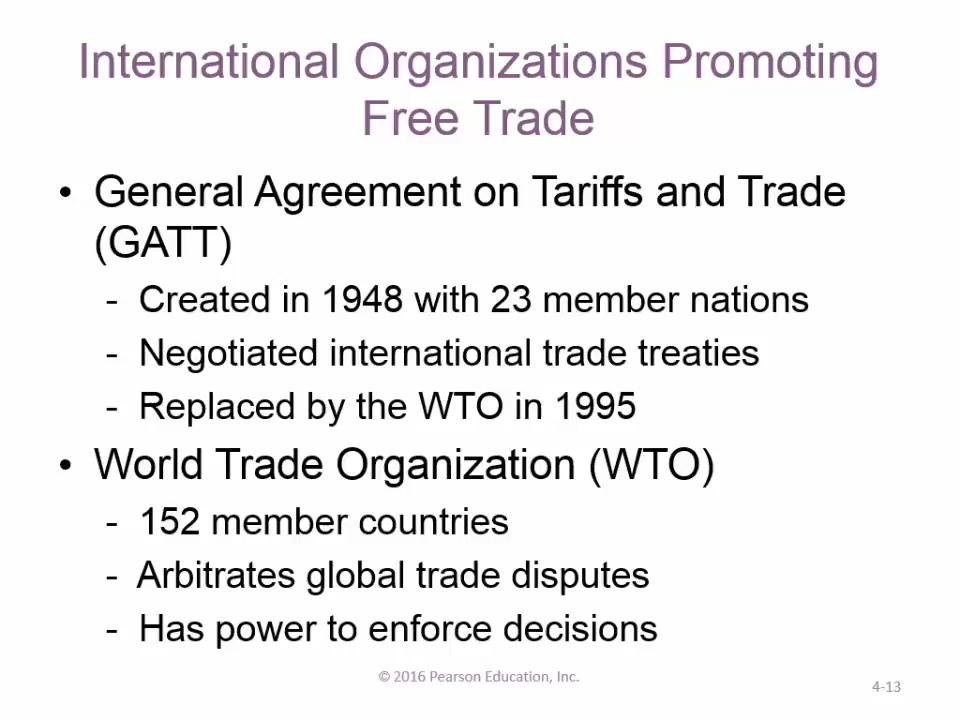 International Organizations Promoting
Free Trade
• General Agreement on Tariffs and Trade
(GATT)
- Created in 1948 with 23 member nations
- Negotiated international trade treaties
- Replaced by the WTO in 1995
• World Trade Organization (WTO)
- 152 member countries
- Arbitrates global trade disputes
- Has power to enforce decisions
© 2016 Pearson Education, Inc.
4-13